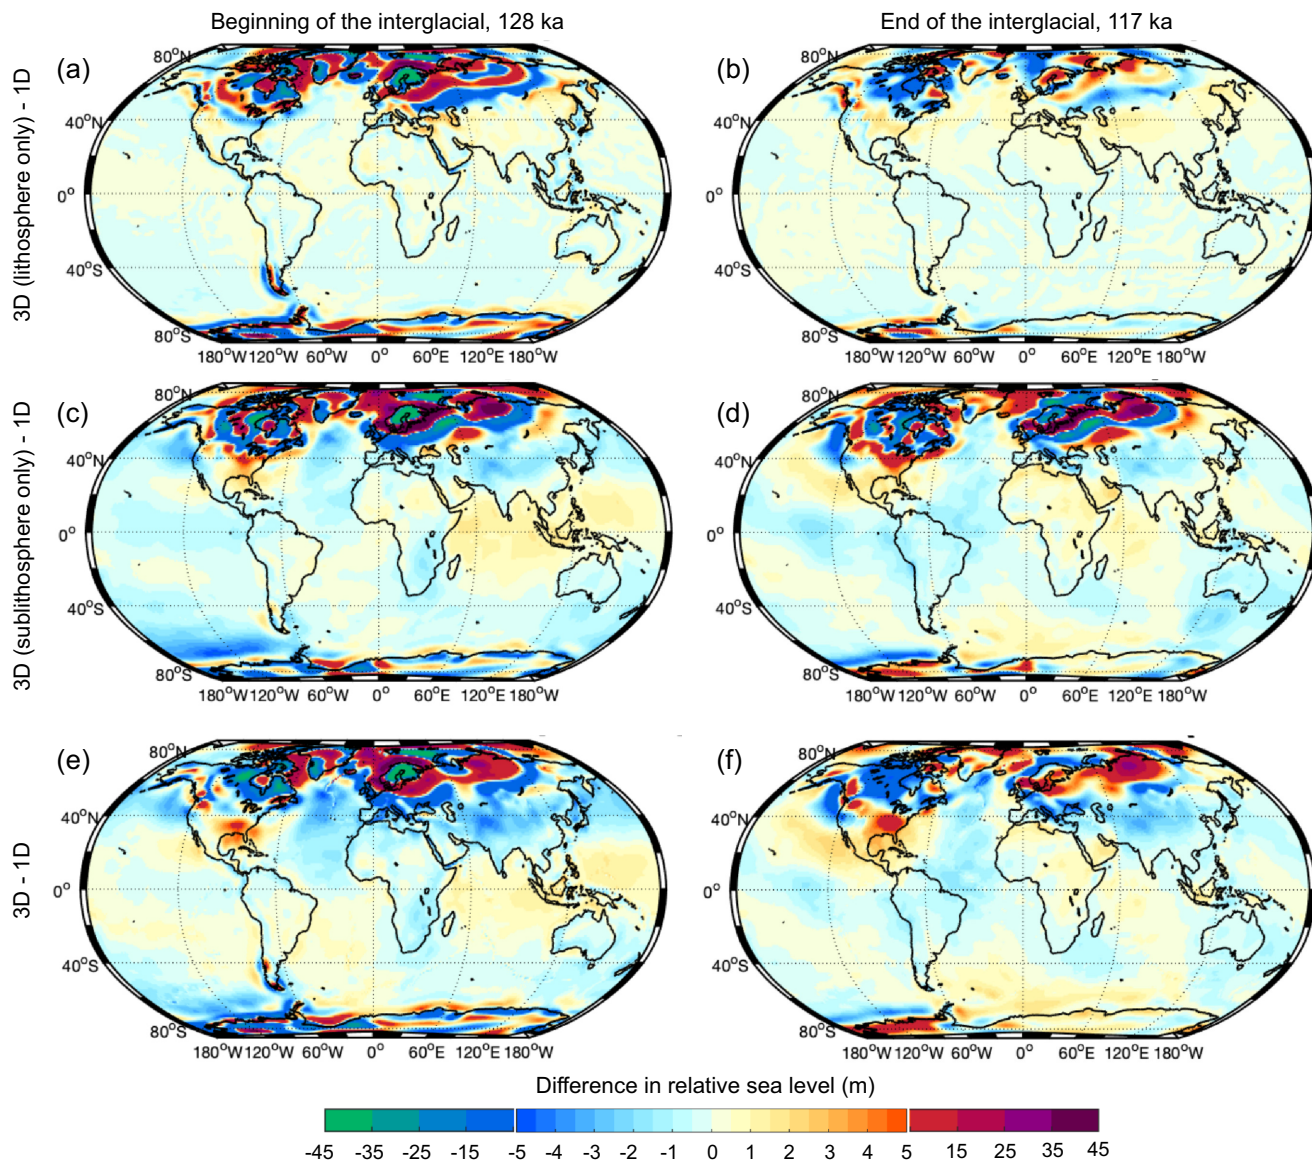 Beginning of the interglacial, 128 ka
End of the interglacial, 117 ka
3D (lithosphere only) - 1D
(a)
80°N
40°N
0°
40°S
80°S
180°W 120°W 60°W 0° 60°E 120°E 180°W
(b)
80°N
40°N
0°
40°S
80°S
180°W 120°W 60°W 0° 60°E 120°E 180°W
3D (sublithosphere only) - 1D
(c)
80°N
40°N
0°
40°S
80°S
180°W 120°W 60°W 0° 60°E 120°E 180°W
(d)
80°N
40°N
0°
40°S
80°S
180°W 120°W 60°W 0° 60°E 120°E 180°W
3D - 1D
(e)
80°N
40°N
0°
40°S
80°S
180°W 120°W 60°W 0° 60°E 120°E 180°W
(f)
80°N
40°N
0°
40°S
80°S
180°W 120°W 60°W 0° 60°E 120°E 180°W
Difference in relative sea level (m)
-45 -35 -25 -15 -5 -4 -3 -2 -1 0 1 2 3 4 5 15 25 35 45